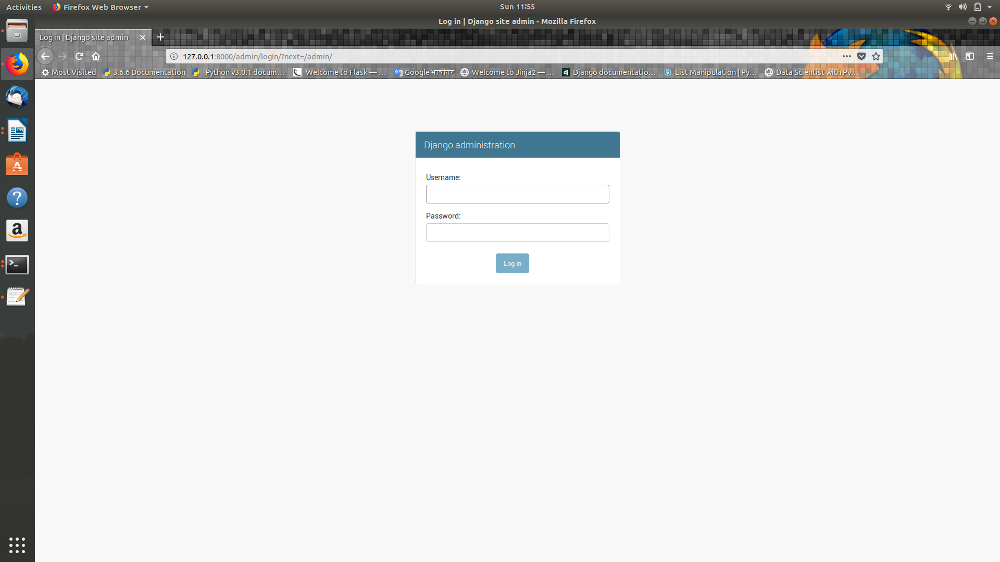 Activities Firefox Web Browser Sun 11:55
Log in | Django site admin - Mozilla Firefox
Log in | Django site admin
127.0.0.1:8000/admin/login/?next=/admin/
Most Visited 3.6.6 Documentation Python v3.0.1 docum… Welcome to Flask — … Google भाषांतर Welcome to Jinja2 — … dj Django documentatio… List Manipulation | Py… Data Scientist with Py…
Django administration
Username:
Password:
Log in